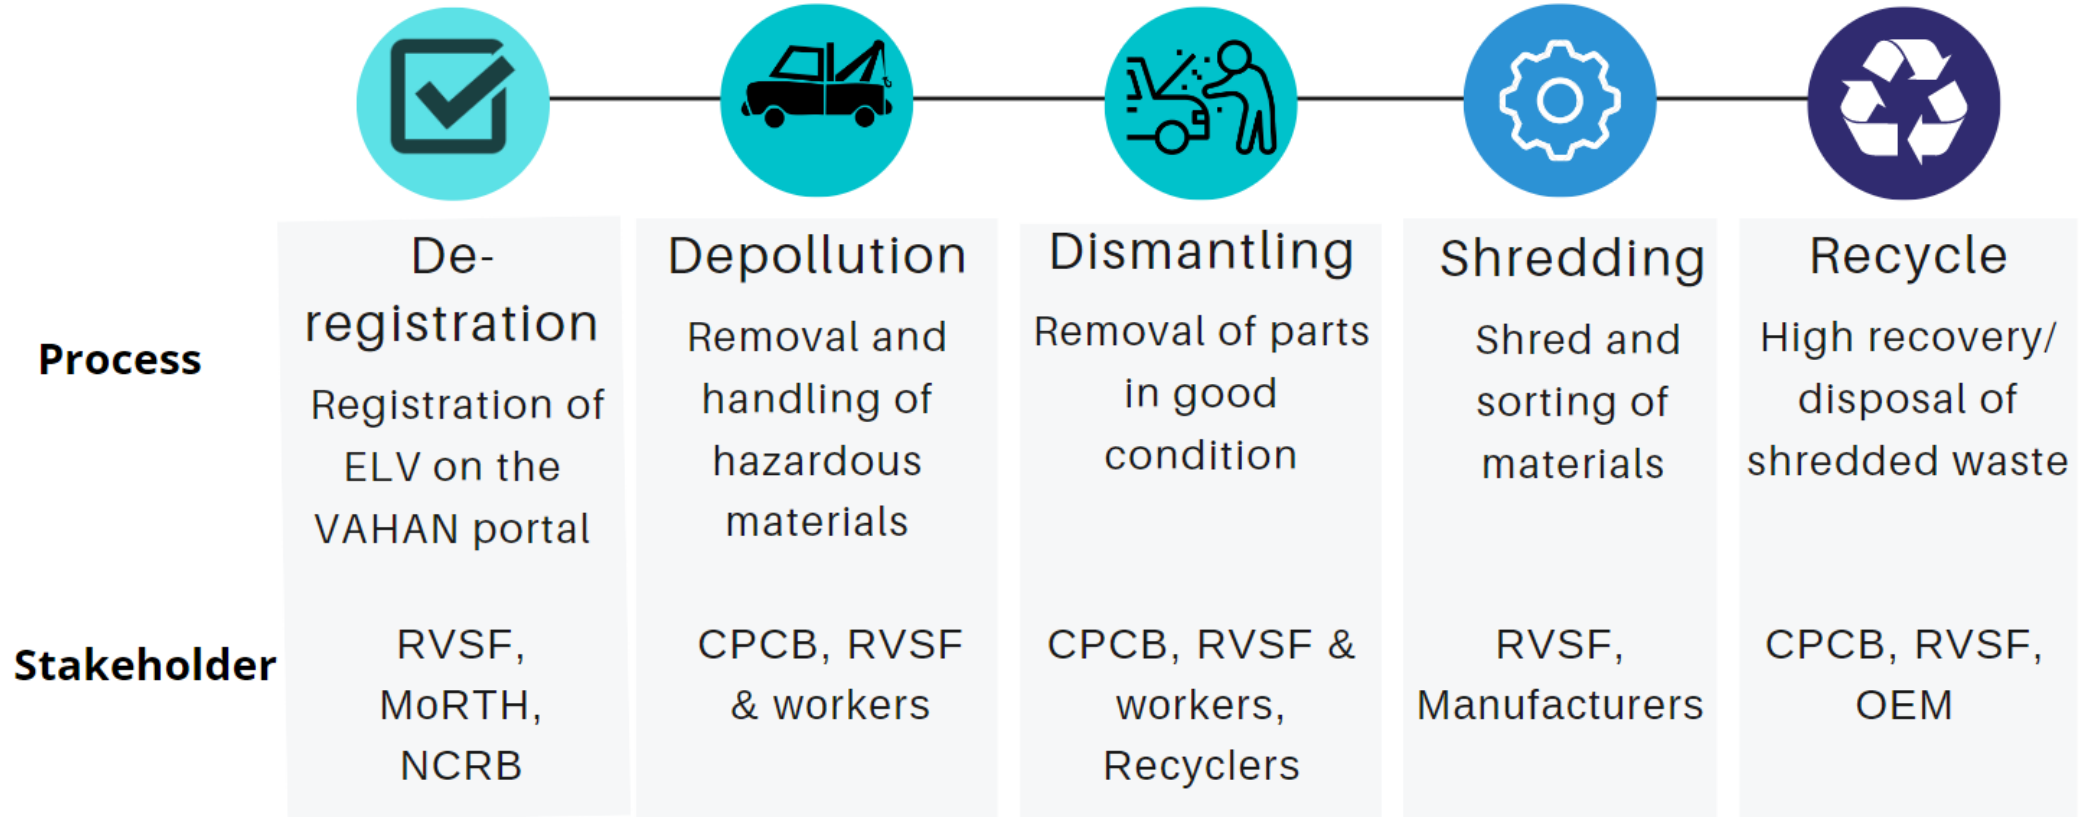 Process
De-
registration
Registration of
ELV on the
VAHAN portal
Depollution
Removal and
handling of
hazardous
materials
Dismantling
Removal of parts
in good
condition
Shredding
Shred and
sorting of
materials
Recycle
High recovery/
disposal of
shredded waste
Stakeholder
RVSF,
MoRTH,
NCRB
CPCB, RVSF
& workers
CPCB, RVSF &
workers,
Recyclers
RVSF,
Manufacturers
CPCB, RVSF,
OEM